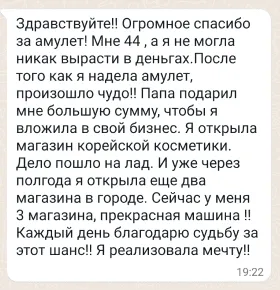 Здравствуйте!! Огромное спасибо
за амулет! Мне 44 , а я не могла
никак вырасти в деньгах.После
того как я надела амулет,
произошло чудо!! Папа подарил
мне большую сумму, чтобы я
вложила в свой бизнес. Я открыла
магазин корейской косметики.
Дело пошло на лад. И уже через
полгода я открыла еще два
магазина в городе. Сейчас у меня
3 магазина, прекрасная машина !!
Каждый день благодарю судьбу за
этот шанс!! Я реализовала мечту!!
19:22